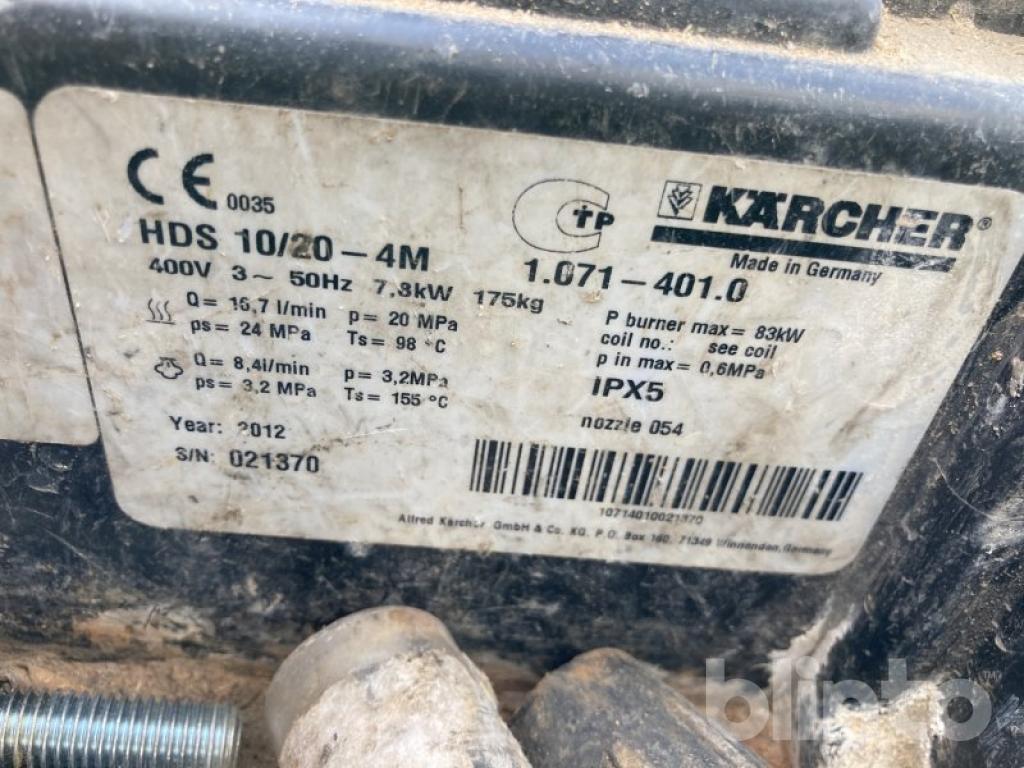 CE 0035
TP
KÄRCHER®
Made in Germany
HDS 10/20-4M
1.071-401.0
400V 3~ 50Hz 7,8kW 175kg
Q= 16,7 l/min p= 20 MPa
ps= 24 MPa Ts= 98 °C
Q= 8,4l/min p= 3,2MPa
ps= 3,2 MPa Ts= 155 °C
P burner max= 83kW
coil no.: see coil
p in max= 0,6MPa
IPX5
nozzle 054
Year: 2012
S/N: 021370
10714010021370
Alfred Kärcher GmbH & Co. KG, P.O. Box 160, 71349 Winnenden, Germany
blinto™